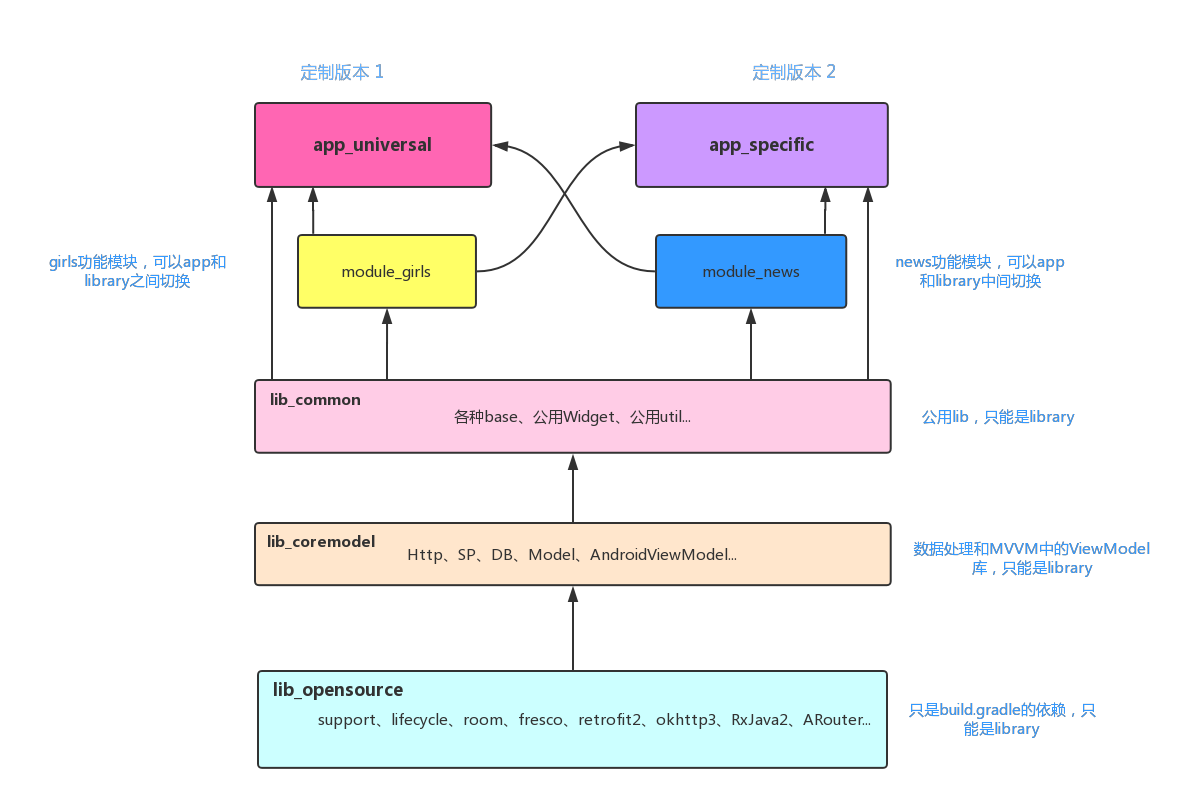 定制版本 1
定制版本 2
app_universal
app_specific
girls功能模块，可以app和
library之间切换
module_girls
module_news
news功能模块，可以app
和library中间切换
lib_common
各种base、公用Widget、公用util...
公用lib，只能是library
lib_coremodel
Http、SP、DB、Model、AndroidViewModel...
数据处理和MVVM中的ViewModel
库，只能是library
lib_opensource
support、lifecycle、room、fresco、retrofit2、okhttp3、RxJava2、ARouter...
只是build.gradle的依赖，只
能是library